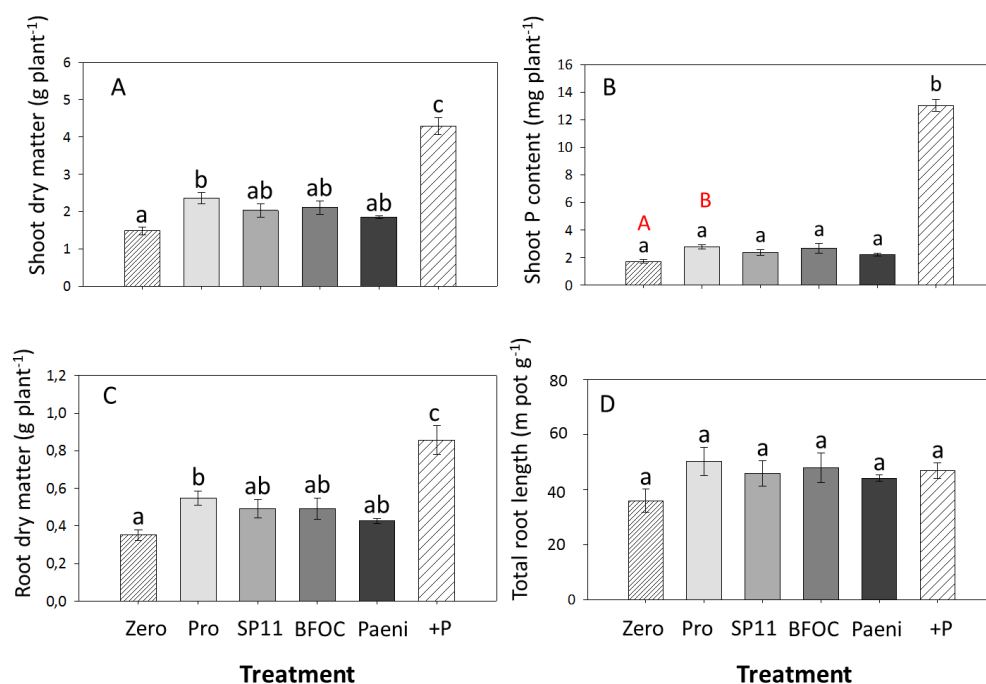 Shoot dry matter (g plant⁻¹)
6
5
4
3
2
1
0
A
a
b
ab
ab
ab
c
Shoot P content (mg plant⁻¹)
16
14
12
10
8
6
4
2
0
B
A
B
a
a
a
a
a
b
Root dry matter (g plant⁻¹)
1,2
1,0
0,8
0,6
0,4
0,2
0,0
C
a
b
ab
ab
ab
c
Zero Pro SP11 BFOC Paeni +P
Treatment
Total root length (m pot g⁻¹)
80
60
40
20
0
D
a
a
a
a
a
a
Zero Pro SP11 BFOC Paeni +P
Treatment